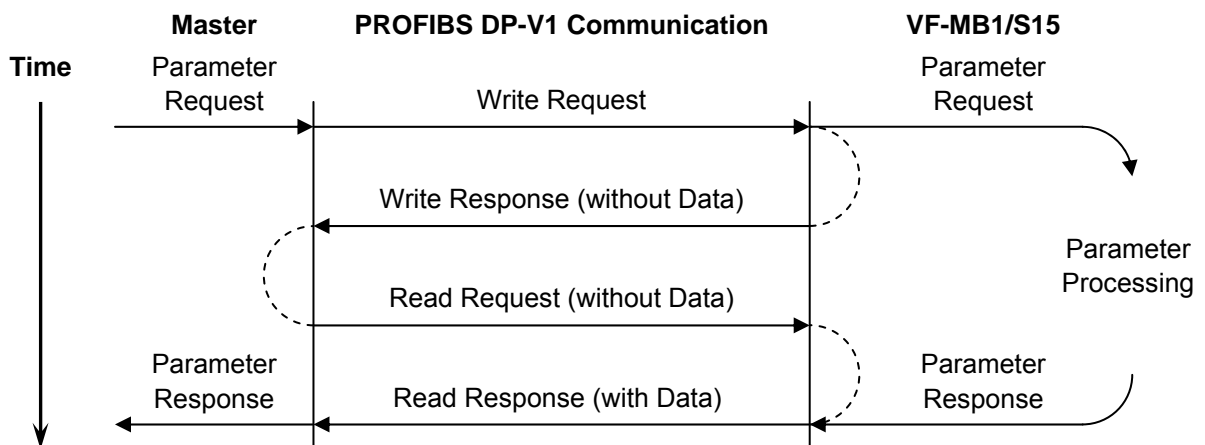 Master PROFIBS DP-V1 Communication VF-MB1/S15
Time
Parameter
Request
Write Request
Parameter
Request
Write Response (without Data)
Parameter
Processing
Read Request (without Data)
Parameter
Response
Read Response (with Data)
Parameter
Response